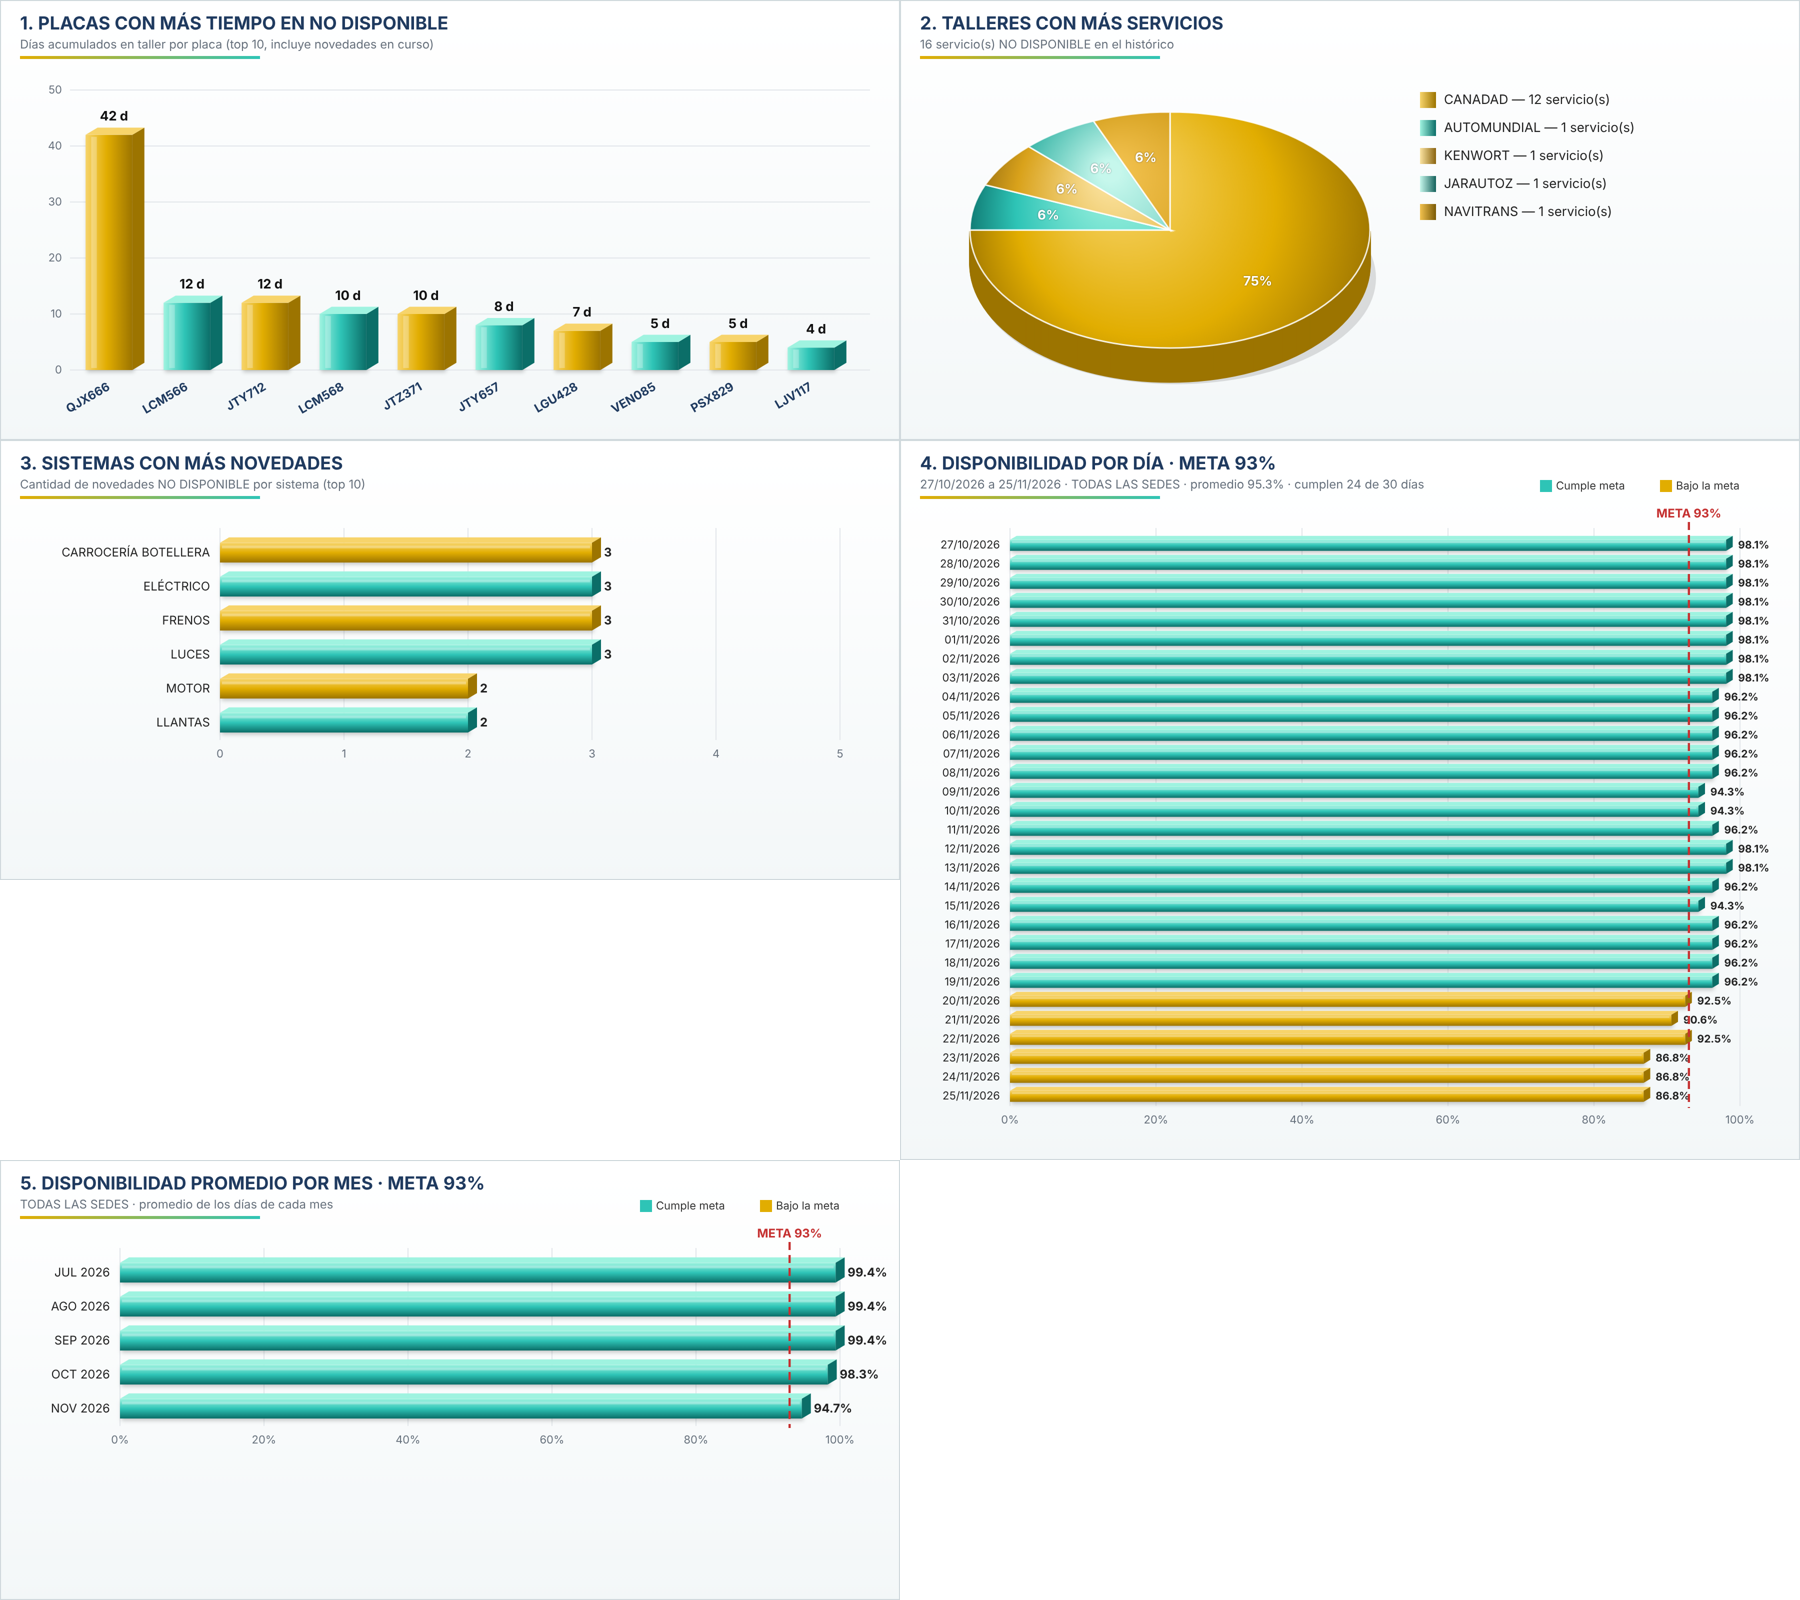 1. PLACAS CON MÁS TIEMPO EN NO DISPONIBLE
Días acumulados en taller por placa (top 10, incluye novedades en curso)
50
40
30
20
10
0
42 d
12 d
12 d
10 d
10 d
8 d
7 d
5 d
5 d
4 d
QJX666
LCM566
JTY712
LCM568
JTZ371
JTY657
LGU428
VEN085
PSX829
LJV117
2. TALLERES CON MÁS SERVICIOS
16 servicio(s) NO DISPONIBLE en el histórico
6%
6%
6%
6%
75%
CANADAD — 12 servicio(s)
AUTOMUNDIAL — 1 servicio(s)
KENWORT — 1 servicio(s)
JARAUTOZ — 1 servicio(s)
NAVITRANS — 1 servicio(s)
3. SISTEMAS CON MÁS NOVEDADES
Cantidad de novedades NO DISPONIBLE por sistema (top 10)
CARROCERÍA BOTELLERA 3
ELÉCTRICO 3
FRENOS 3
LUCES 3
MOTOR 2
LLANTAS 2
0 1 2 3 4 5
4. DISPONIBILIDAD POR DÍA · META 93%
27/10/2026 a 25/11/2026 · TODAS LAS SEDES · promedio 95.3% · cumplen 24 de 30 días
Cumple meta
Bajo la meta
META 93%
27/10/2026 98.1%
28/10/2026 98.1%
29/10/2026 98.1%
30/10/2026 98.1%
31/10/2026 98.1%
01/11/2026 98.1%
02/11/2026 98.1%
03/11/2026 98.1%
04/11/2026 96.2%
05/11/2026 96.2%
06/11/2026 96.2%
07/11/2026 96.2%
08/11/2026 96.2%
09/11/2026 94.3%
10/11/2026 94.3%
11/11/2026 96.2%
12/11/2026 98.1%
13/11/2026 98.1%
14/11/2026 96.2%
15/11/2026 94.3%
16/11/2026 96.2%
17/11/2026 96.2%
18/11/2026 96.2%
19/11/2026 96.2%
20/11/2026 92.5%
21/11/2026 90.6%
22/11/2026 92.5%
23/11/2026 86.8%
24/11/2026 86.8%
25/11/2026 86.8%
0% 20% 40% 60% 80% 100%
5. DISPONIBILIDAD PROMEDIO POR MES · META 93%
TODAS LAS SEDES · promedio de los días de cada mes
Cumple meta
Bajo la meta
META 93%
JUL 2026 99.4%
AGO 2026 99.4%
SEP 2026 99.4%
OCT 2026 98.3%
NOV 2026 94.7%
0% 20% 40% 60% 80% 100%